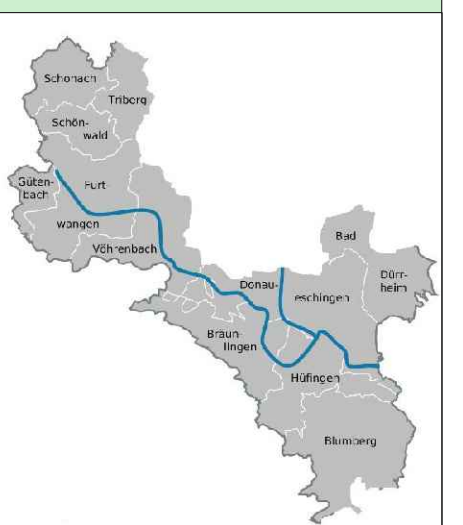 Schonach
Triberg
Schön-
wald
Güten-
bach
Furt
wangen
Vöhrenbach
Bad
Dürr-
heim
Donau-
eschingen
Bräun-
lingen
Hüfingen
Blumberg